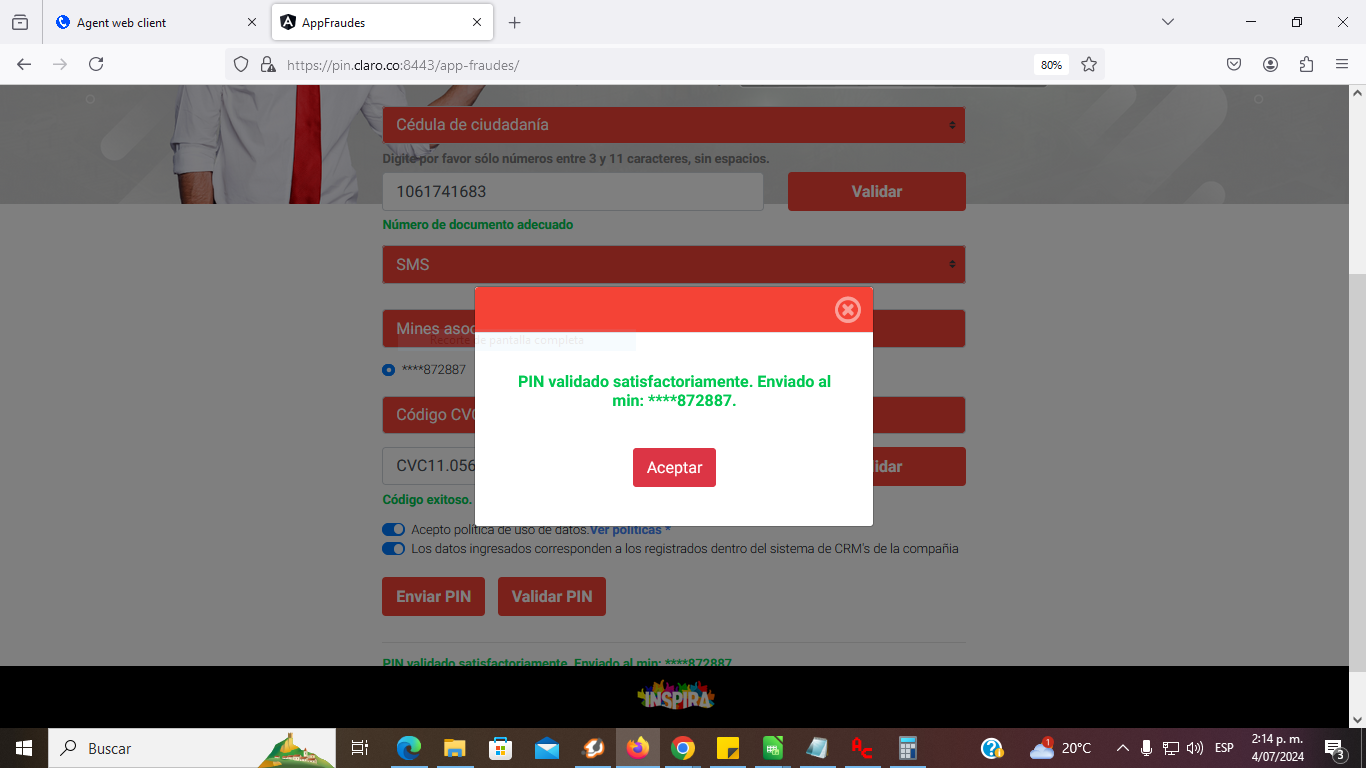 Agent web client
AppFraudes
https://pin.claro.co:8443/app-fraudes/
80%
Cédula de ciudadanía
Digite por favor sólo números entre 3 y 11 caracteres, sin espacios.
1061741683
Validar
Número de documento adecuado
SMS
Mines asoc
Recorte de pantalla completa
****872887
PIN validado satisfactoriamente. Enviado al
min: ****872887.
Aceptar
Código CVC
CVC11.056
idar
Código exitoso.
Acepto política de uso de datos.Ver políticas *
Los datos ingresados corresponden a los registrados dentro del sistema de CRM's de la compañia
Enviar PIN
Validar PIN
PIN validado satisfactoriamente. Enviado al min: ****872887.
INSPIRA
Buscar
1
20°C
ESP
2:14 p. m.
4/07/2024
3